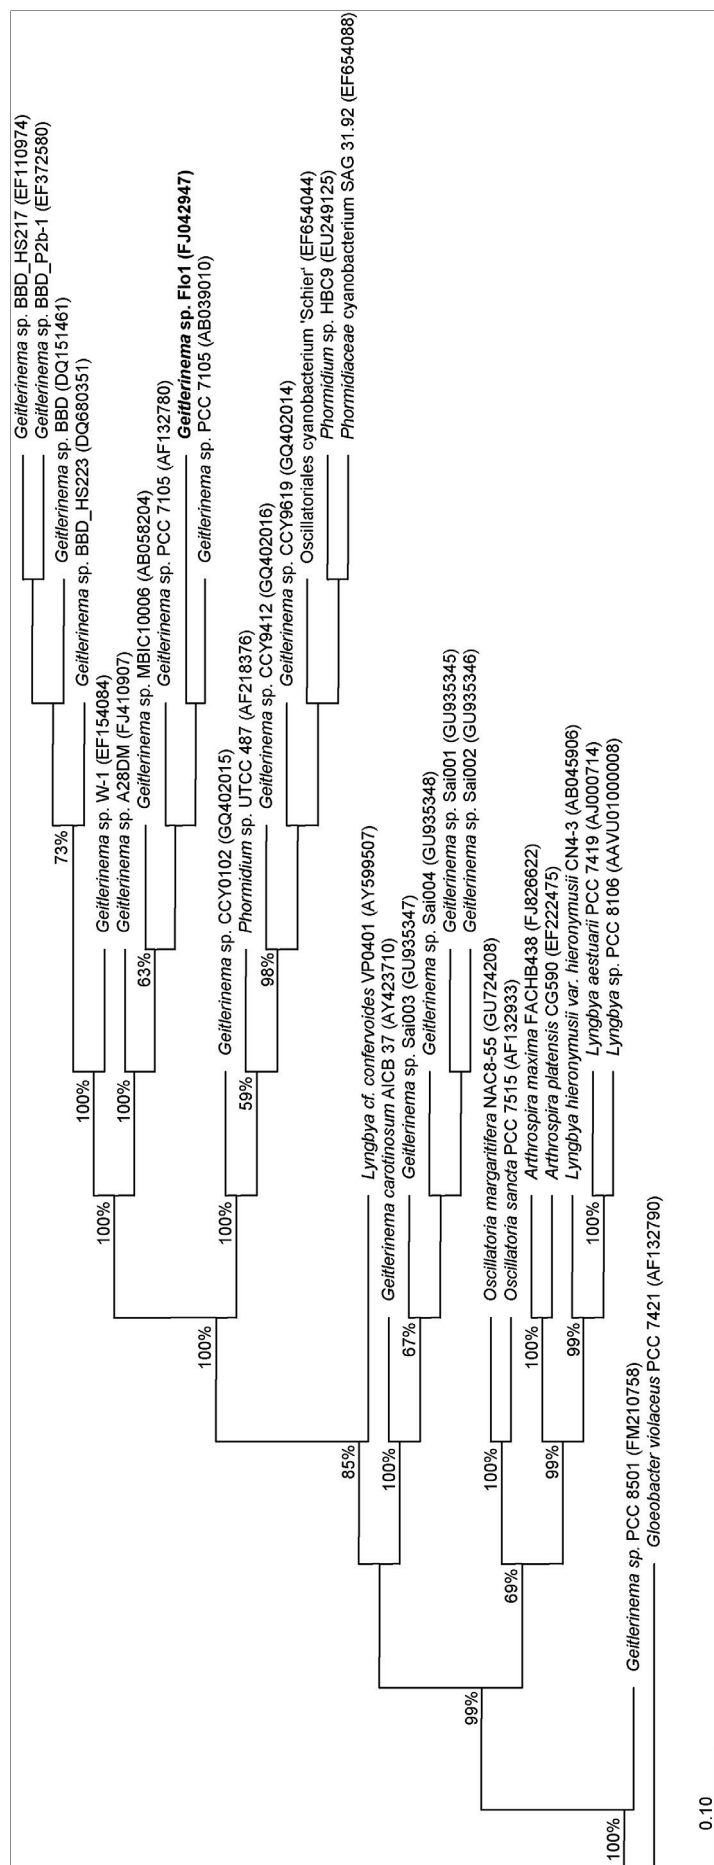 Geitlerinema sp. BBD_HS217 (EF110974)
Geitlerinema sp. BBD_P2b-1 (EF372580)
Geitlerinema sp. BBD (DQ151461)
Geitlerinema sp. BBD_HS223 (DQ680351)
73%
Geitlerinema sp. W-1 (EF154084)
Geitlerinema sp. A28DM (FJ410907)
Geitlerinema sp. MBIC10006 (AB058204)
Geitlerinema sp. PCC 7105 (AF132780)
Geitlerinema sp. Flo1 (FJ042947)
Geitlerinema sp. PCC 7105 (AB039010)
63%
100%
100%
100%
Geitlerinema sp. CCY0102 (GQ402015)
Phormidium sp. UTCC 487 (AF218376)
Geitlerinema sp. CCY9412 (GQ402016)
Geitlerinema sp. CCY9619 (GQ402014)
Oscillatoriales cyanobacterium 'Schier' (EF654044)
Phormidium sp. HBC9 (EU249125)
Phormidiaceae cyanobacterium SAG 31.92 (EF654088)
98%
59%
100%
100%
Lyngbya cf. confervoides VP0401 (AY599507)
85%
Geitlerinema carotinosum AICB 37 (AY423710)
Geitlerinema sp. Sai003 (GU935347)
Geitlerinema sp. Sai004 (GU935348)
Geitlerinema sp. Sai001 (GU935345)
Geitlerinema sp. Sai002 (GU935346)
67%
100%
Oscillatoria margaritifera NAC8-55 (GU724208)
Oscillatoria sancta PCC 7515 (AF132933)
100%
Arthrospira maxima FACHB438 (FJ826622)
Arthrospira platensis CG590 (EF222475)
100%
Lyngbya hieronymusii var. hieronymusii CN4-3 (AB045906)
Lyngbya aestuarii PCC 7419 (AJ000714)
Lyngbya sp. PCC 8106 (AAVU01000008)
100%
99%
99%
69%
99%
Geitlerinema sp. PCC 8501 (FM210758)
Gloeobacter violaceus PCC 7421 (AF132790)
100%
0.10